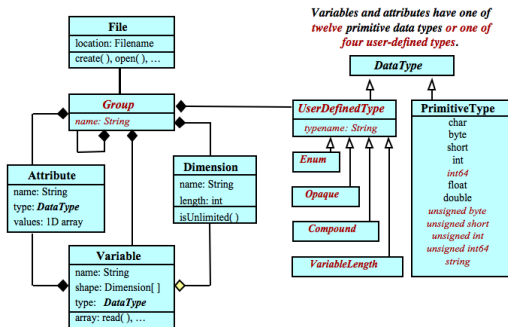 Variables and attributes have one of
twelve primitive data types or one of
four user-defined types.
File
location: Filename
create( ), open( ), …
DataType
Group
name: String
UserDefinedType
typename: String
PrimitiveType
char
byte
short
int
int64
float
double
unsigned byte
unsigned short
unsigned int
unsigned int64
string
Enum
Opaque
Compound
VariableLength
Attribute
name: String
type: DataType
values: 1D array
Dimension
name: String
length: int
isUnlimited( )
Variable
name: String
shape: Dimension[ ]
type: DataType
array: read( ), …